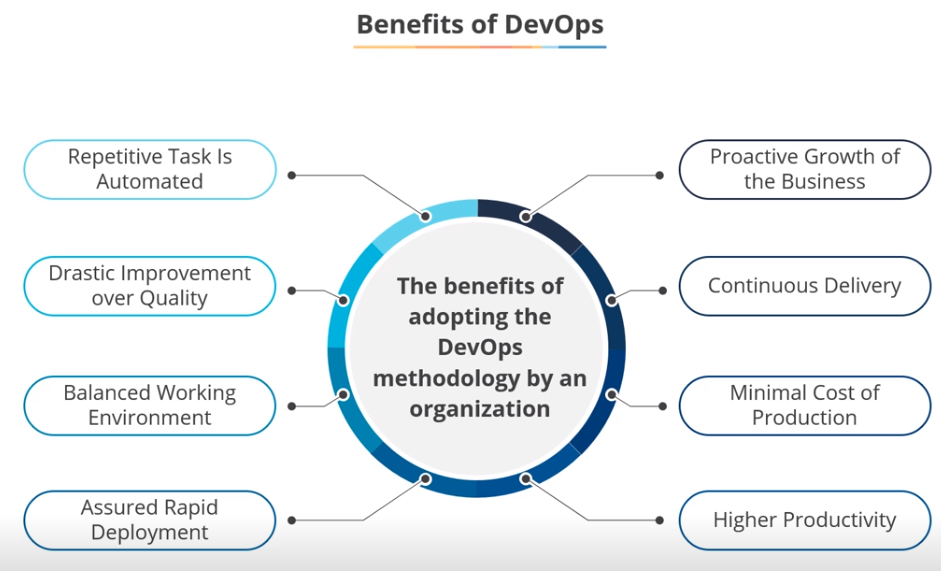 Benefits of DevOps
Repetitive Task Is
Automated
Drastic Improvement
over Quality
Balanced Working
Environment
Assured Rapid
Deployment
The benefits of
adopting the
DevOps
methodology by an
organization
Proactive Growth of
the Business
Continuous Delivery
Minimal Cost of
Production
Higher Productivity